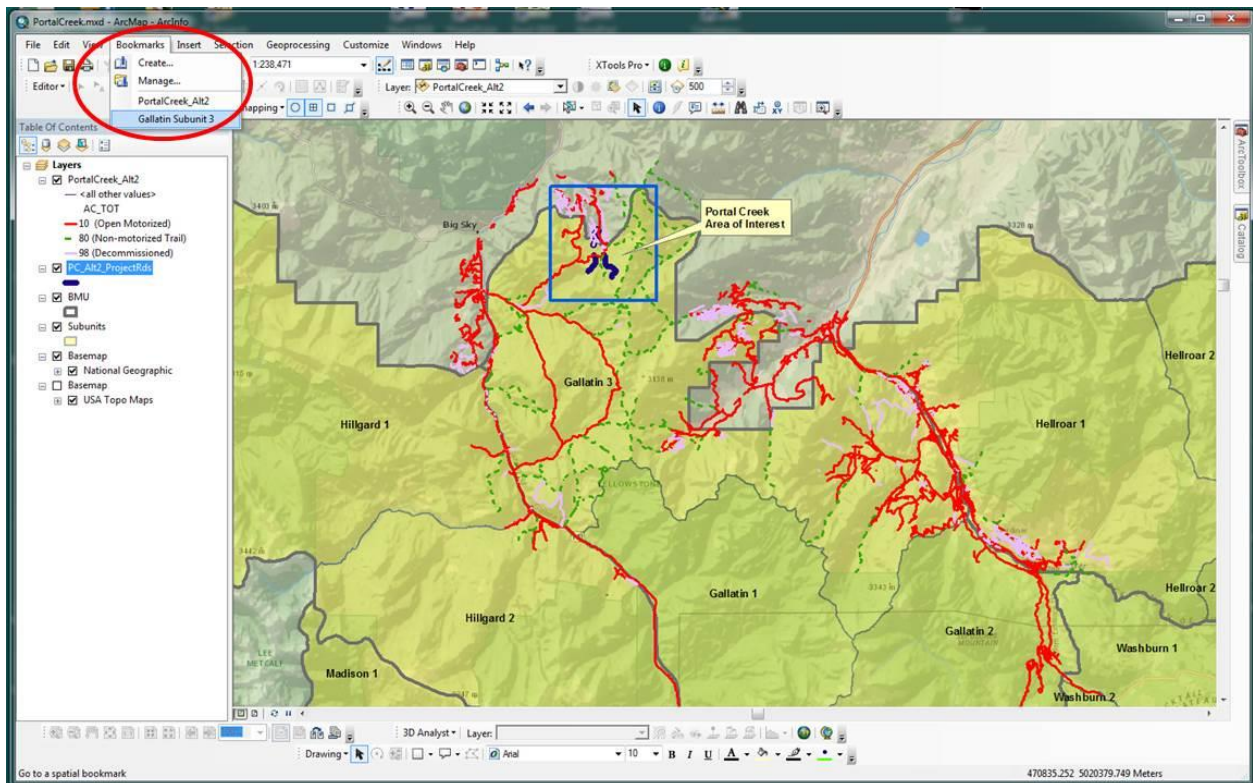 PortalCreek.mxd - ArcMap - ArcInfo
File Edit View Bookmarks Insert Selection Geoprocessing Customize Windows Help
Create...
Manage...
PortalCreek_Alt2
Gallatin Subunit 3
1:238,471
XTools Pro
Editor
Layer: PortalCreek_Alt2
500
Table Of Contents
Layers
PortalCreek_Alt2
<all other values>
AC_TOT
10 (Open Motorized)
80 (Non-motorized Trail)
98 (Decommissioned)
PC_Alt2_ProjectRds
BMU
Subunits
Basemap
National Geographic
Basemap
USA Topo Maps
ArcToolbox
Catalog
Big Sky
Portal Creek
Area of Interest
3328 m
Hellroar 2
Gallatin 3
Hillgard 1
Hellroar 1
3442 m
Gallatin 1
Hellroar 2
Hillgard 2
Gallatin 2
Washburn 1
LEE
METCALF
Madison 1
Washburn 2
3D Analyst
Layer:
Drawing
Arial
10
B I U A
Go to a spatial bookmark
470835.252 5020379.749 Meters